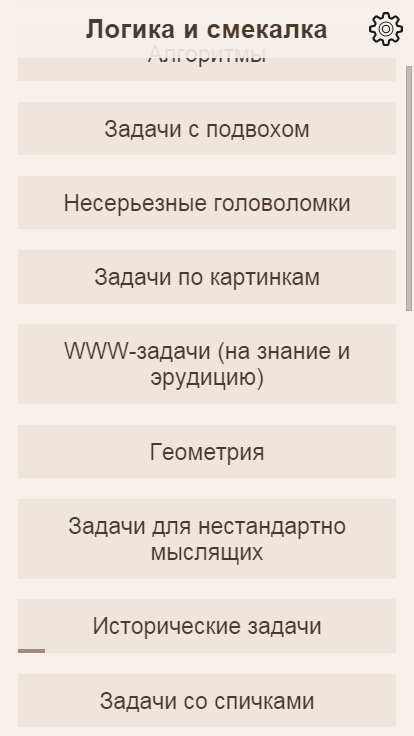 Логика и смекалка
Алгоритмы
Задачи с подвохом
Несерьезные головоломки
Задачи по картинкам
WWW-задачи (на знание и
эрудицию)
Геометрия
Задачи для нестандартно
мыслящих
Исторические задачи
Задачи со спичками